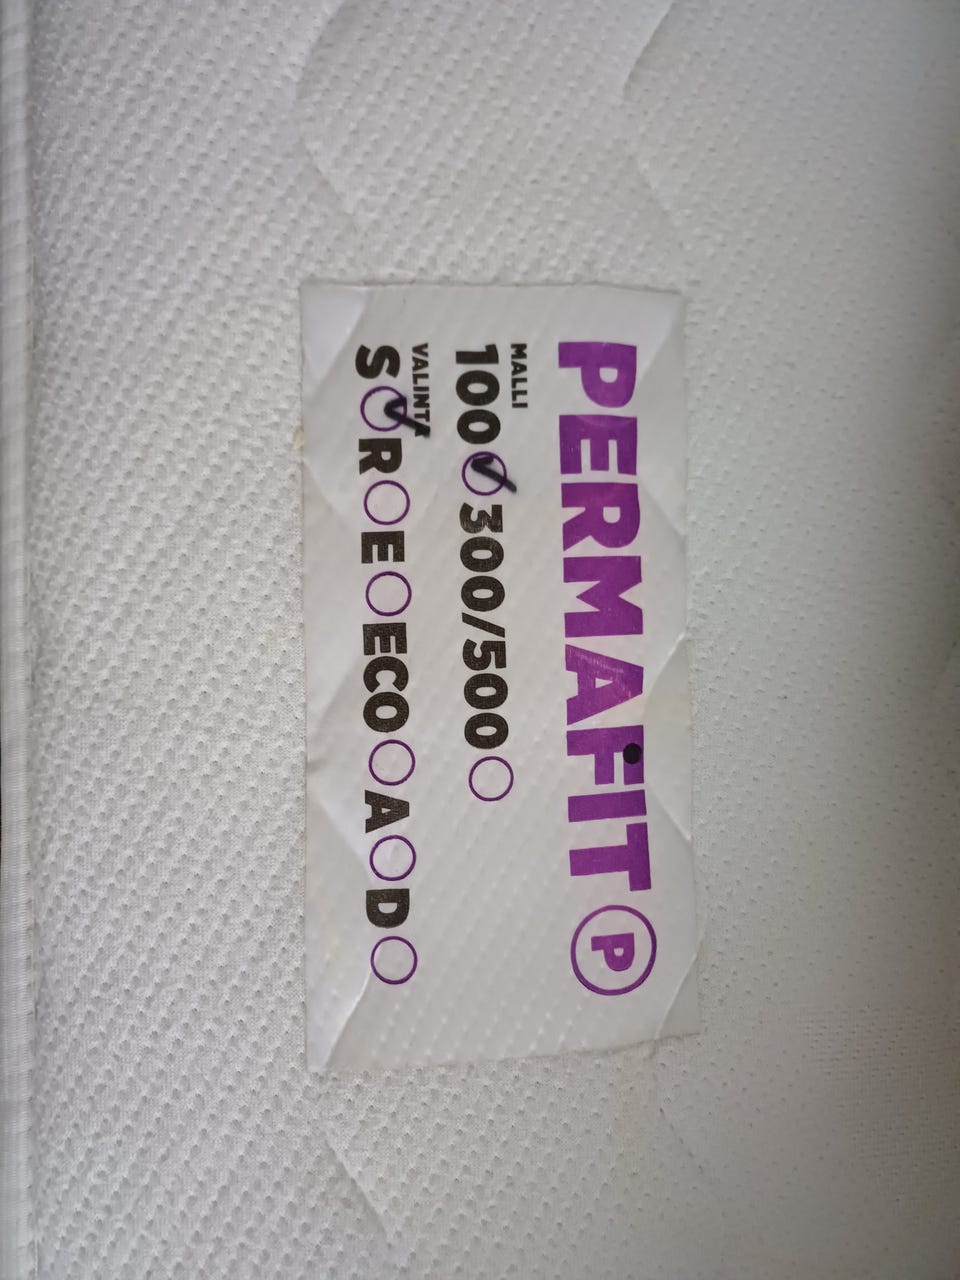 PERMAFIT P
MALLI
100 300/500
VALINTA
S R E ECO A D